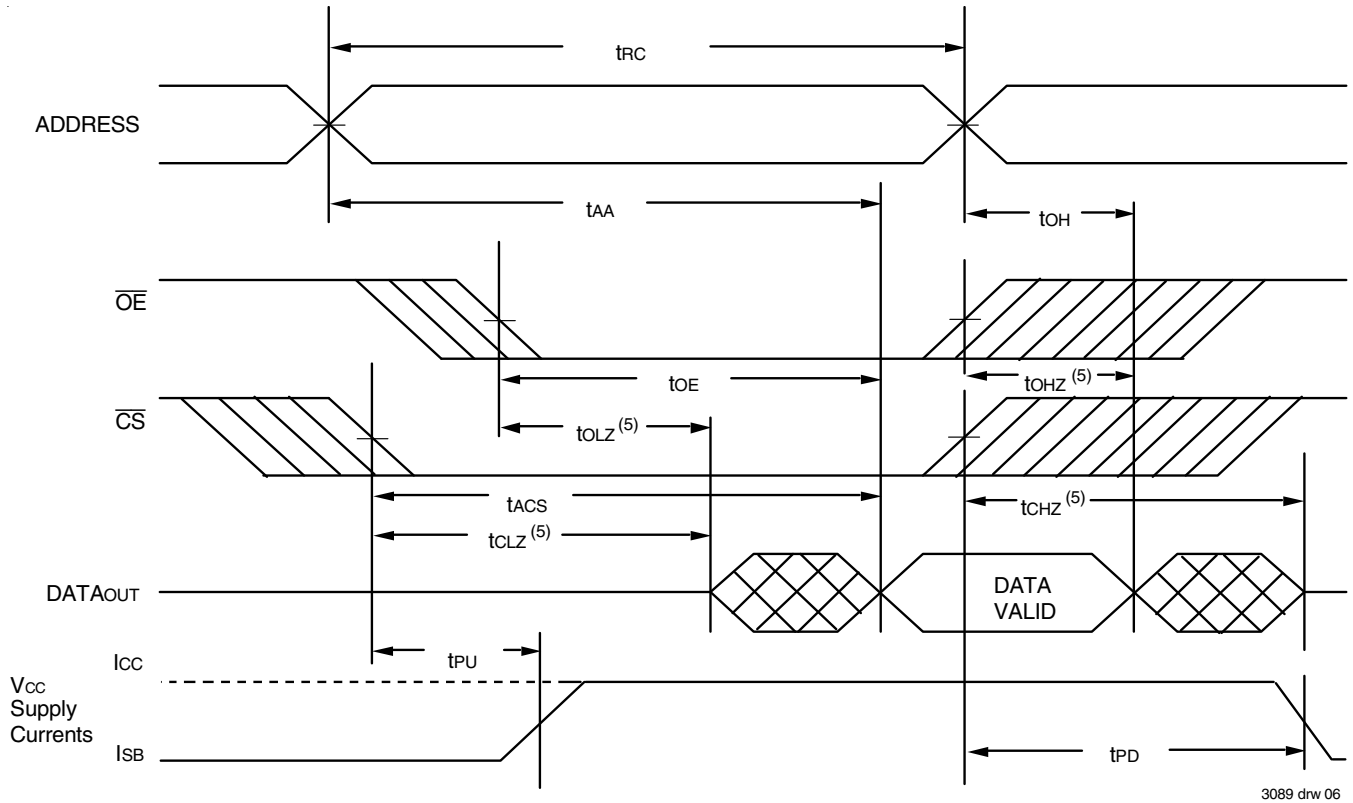 tRC
ADDRESS
tAA
tOH
OE
tOE
tOHZ (5)
CS
tOLZ (5)
tACS
tCHZ (5)
tCLZ (5)
DATAOUT
DATA
VALID
ICC
tPU
VCC
Supply
Currents
ISB
tPD
3089 drw 06